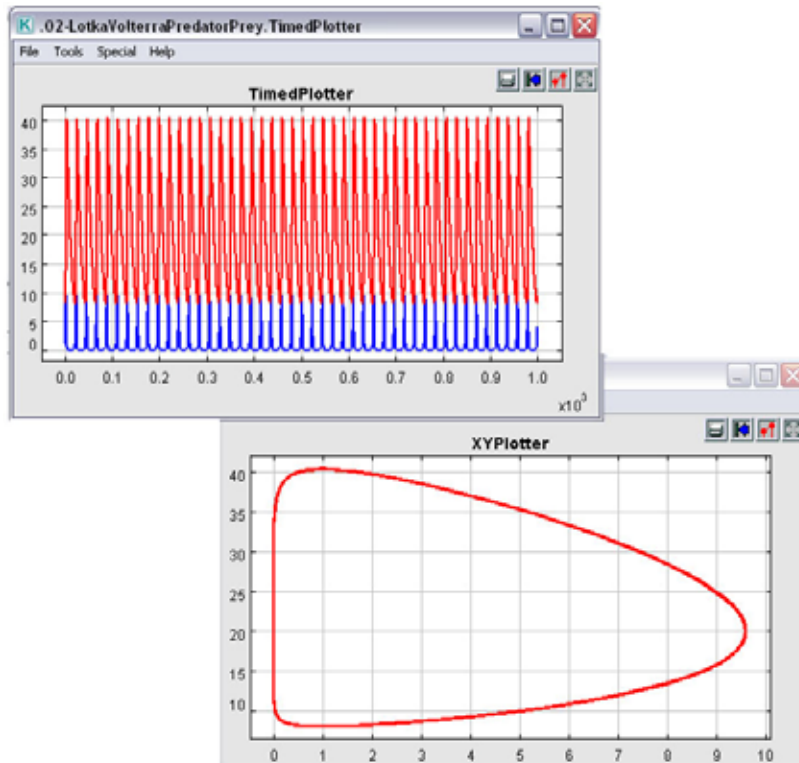 K .02-LotkaVolterraPredatorPrey.TimedPlotter
File Tools Special Help
TimedPlotter
40
35
30
25
20
15
10
5
0
0.0 0.1 0.2 0.3 0.4 0.5 0.6 0.7 0.8 0.9 1.0
x10³
XYPlotter
40
35
30
25
20
15
10
0 1 2 3 4 5 6 7 8 9 10